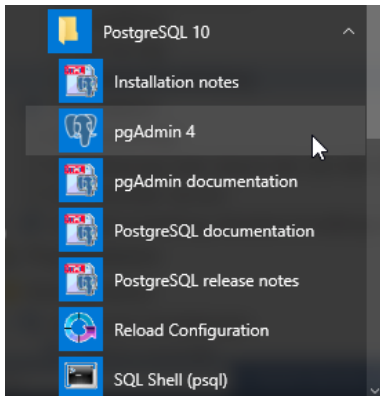 PostgreSQL 10
Installation notes
pgAdmin 4
pgAdmin documentation
PostgreSQL documentation
PostgreSQL release notes
Reload Configuration
SQL Shell (psql)